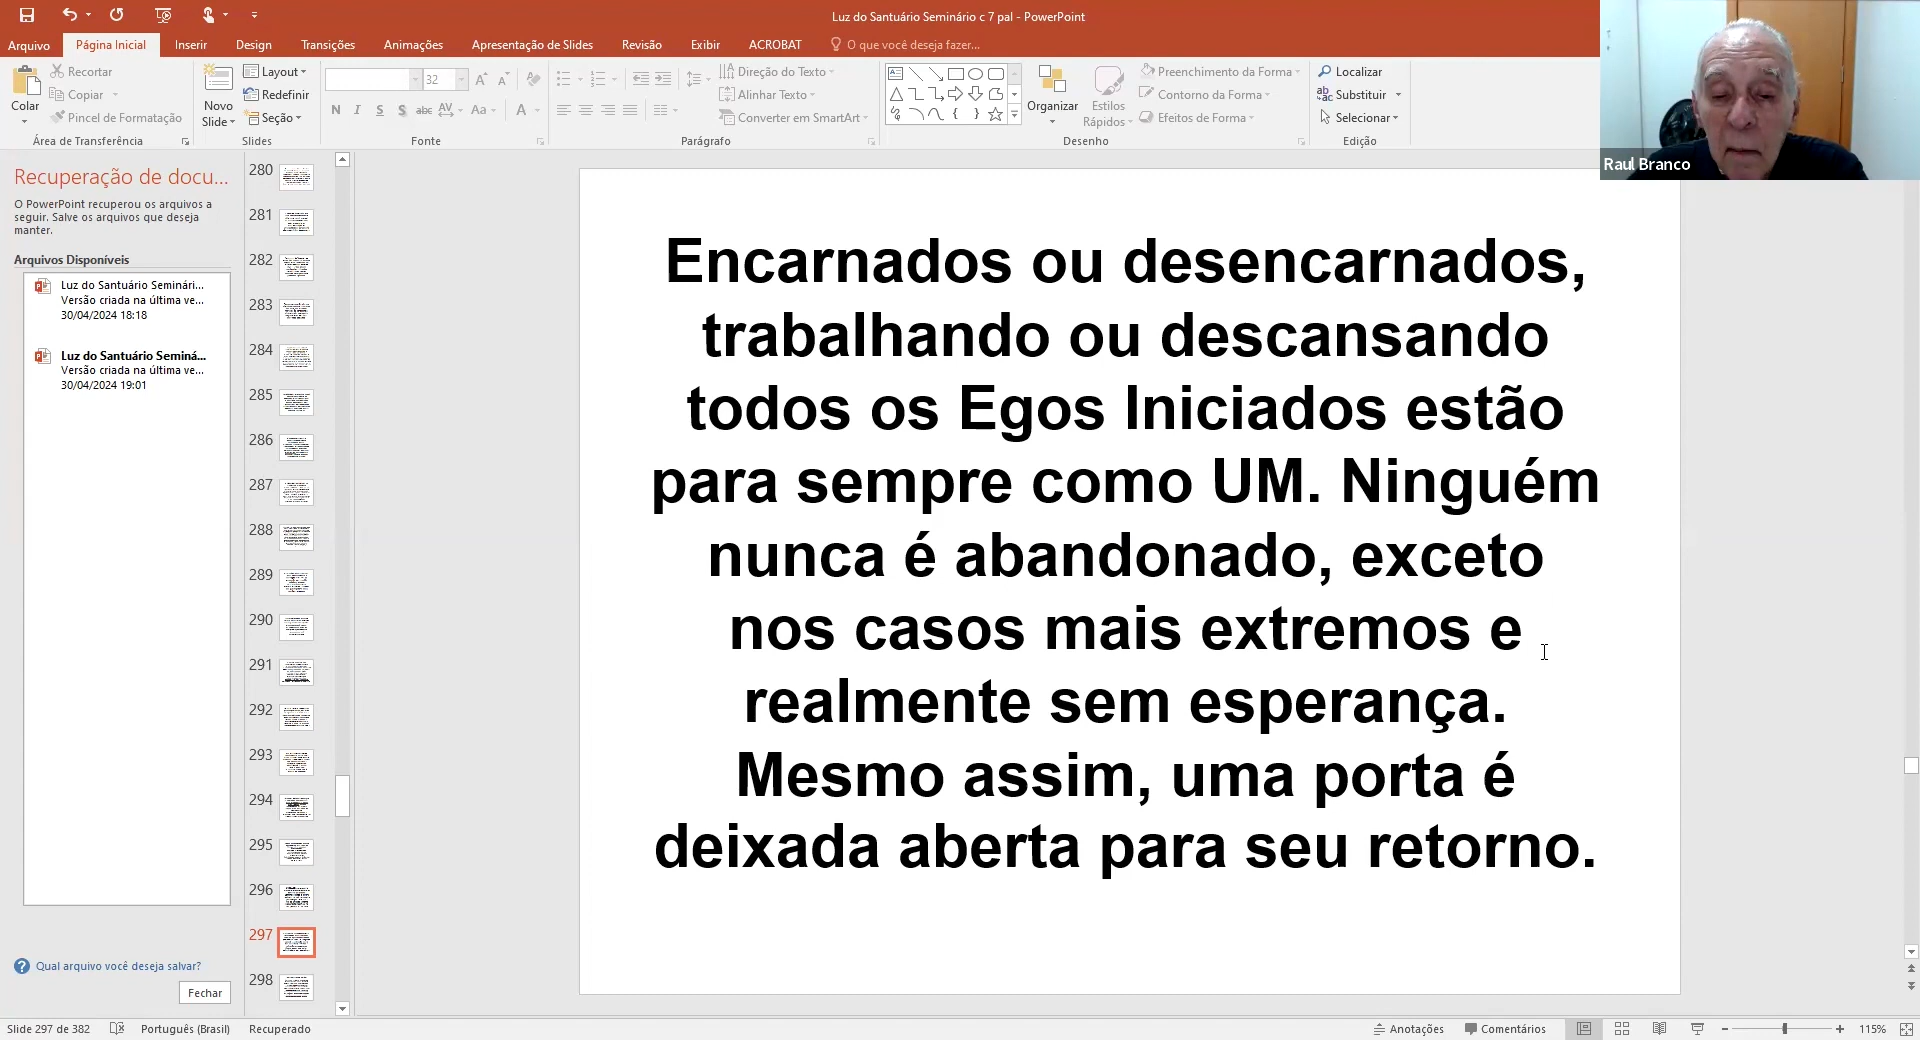 Luz do Santuário Seminário c 7 pal - PowerPoint
Arquivo Página Inicial Inserir Design Transições Animações Apresentação de Slides Revisão Exibir ACROBAT O que você deseja fazer...
Colar
Recortar
Copiar
Pincel de Formatação
Área de Transferência
Novo
Slide
Layout
Redefinir
Seção
Slides
32
N I S S abc AV Aa A
Fonte
Direção do Texto
Alinhar Texto
Converter em SmartArt
Parágrafo
Organizar
Estilos
Rápidos
Preenchimento da Forma
Contorno da Forma
Efeitos de Forma
Desenho
Localizar
Substituir
Selecionar
Edição
Raul Branco
Recuperação de docu...
O PowerPoint recuperou os arquivos a
seguir. Salve os arquivos que deseja
manter.
Arquivos Disponíveis
Luz do Santuário Seminári...
Versão criada na última ve...
30/04/2024 18:18
Luz do Santuário Seminá...
Versão criada na última ve...
30/04/2024 19:01
Qual arquivo você deseja salvar?
Fechar
280
281
282
283
284
285
286
287
288
289
290
291
292
293
294
295
296
297
298
Encarnados ou desencarnados,
trabalhando ou descansando
todos os Egos Iniciados estão
para sempre como UM. Ninguém
nunca é abandonado, exceto
nos casos mais extremos e
realmente sem esperança.
Mesmo assim, uma porta é
deixada aberta para seu retorno.
Slide 297 de 382 Português (Brasil) Recuperado Anotações Comentários 115%